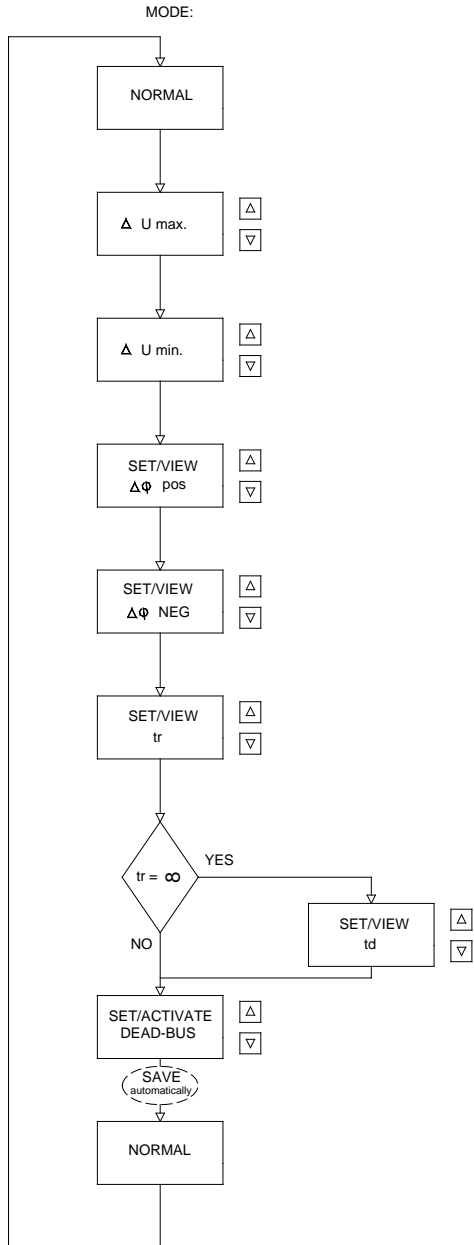 MODE:
NORMAL
Δ U max.
Δ U min.
SET/VIEW
Δφ pos
SET/VIEW
Δφ NEG
SET/VIEW
tr
tr = ∞
YES
NO
SET/VIEW
td
SET/ACTIVATE
DEAD-BUS
SAVE
automatically
NORMAL